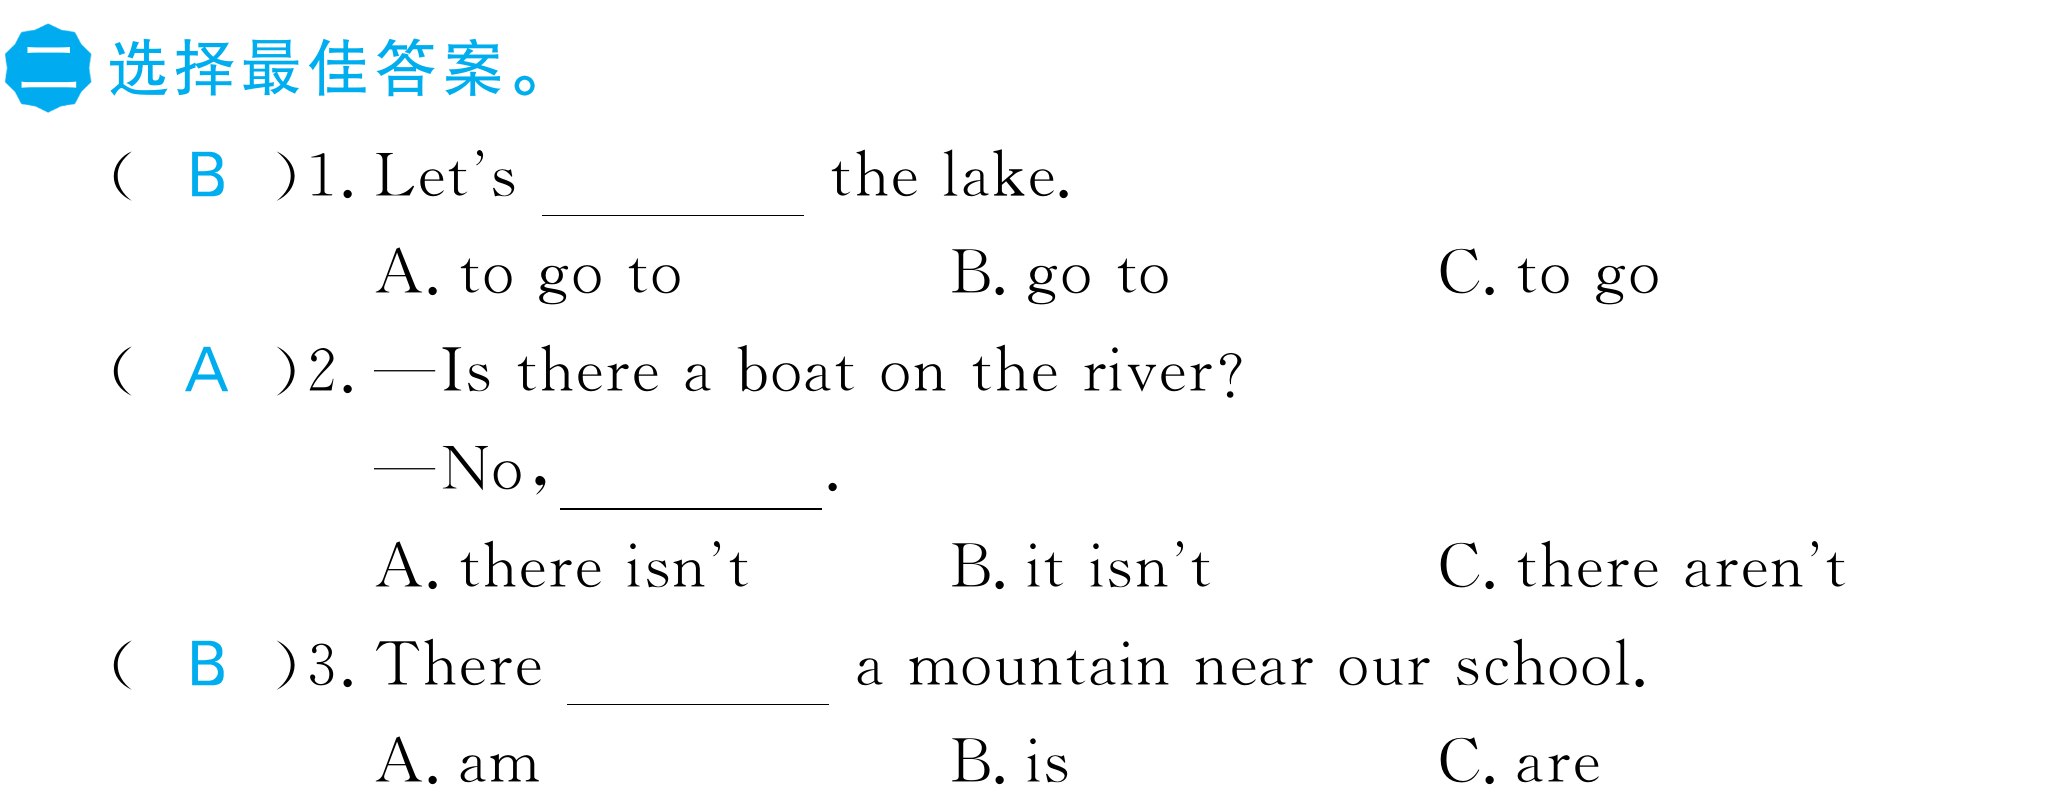 二 选择最佳答案。
( B )1. Let's ________ the lake.
A. to go to B. go to C. to go
( A )2. —Is there a boat on the river?
—No, ________.
A. there isn't B. it isn't C. there aren't
( B )3. There ________ a mountain near our school.
A. am B. is C. are